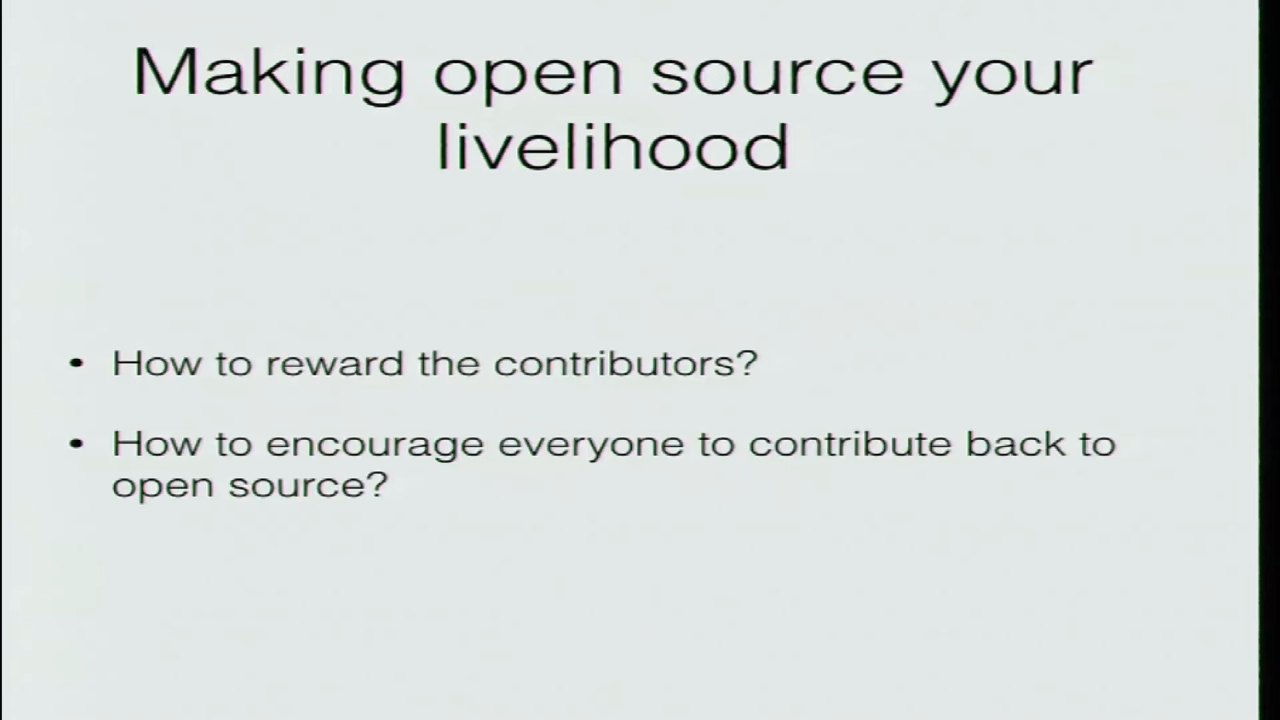 Making open source your
livelihood
• How to reward the contributors?
• How to encourage everyone to contribute back to
open source?